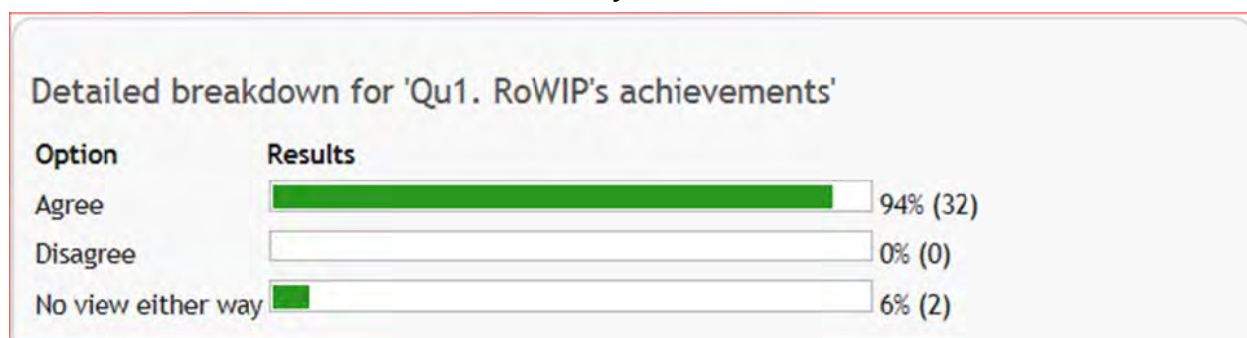 Detailed breakdown for 'Qu1. RoWIP's achievements'
Option Results
Agree 94% (32)
Disagree 0% (0)
No view either way 6% (2)